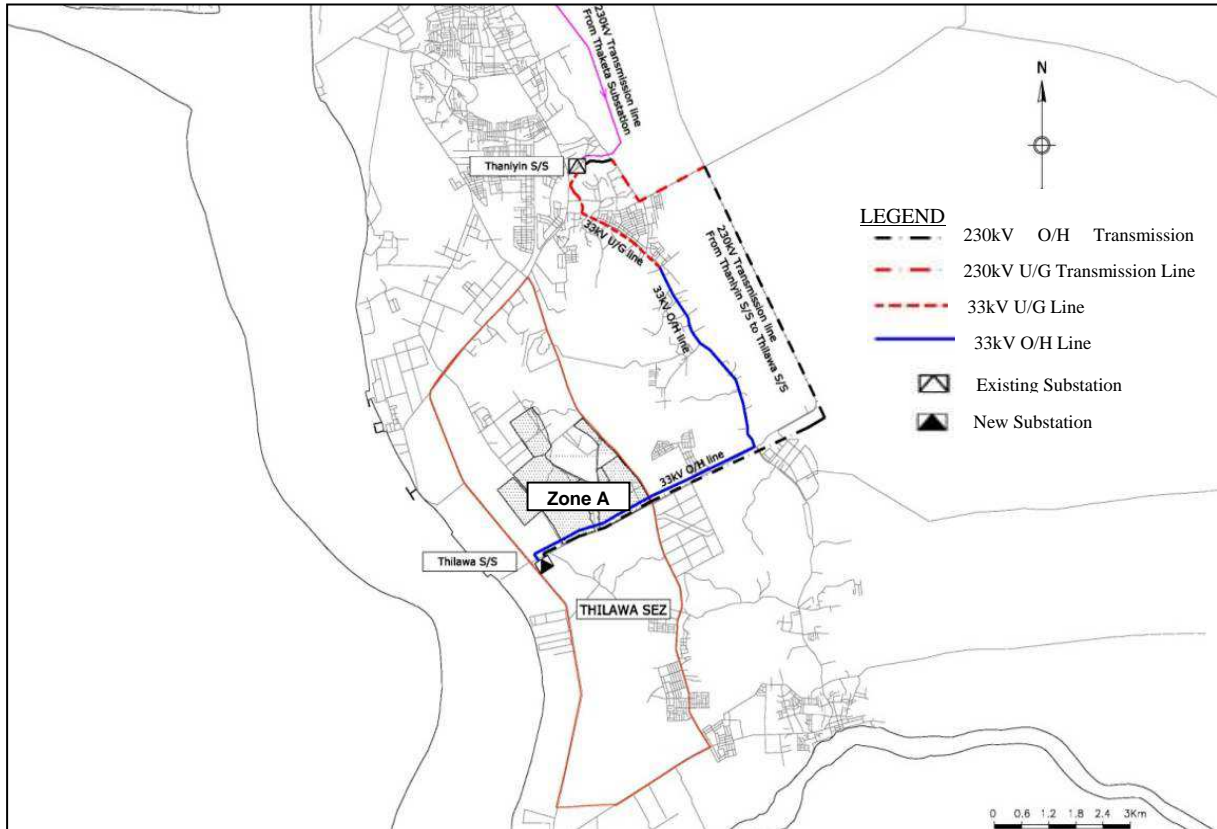 230kV Transmission line
From Thaketa Substation
N
Thanlyin S/S
33kV U/G line
33kV O/H line
230kV Transmission line
From Thanlyin S/S to Thilawa S/S
LEGEND
230kV O/H Transmission
230kV U/G Transmission Line
33kV U/G Line
33kV O/H Line
Existing Substation
New Substation
33kV O/H line
Zone A
Thilawa S/S
THILAWA SEZ
0 0.6 1.2 1.8 2.4 3Km